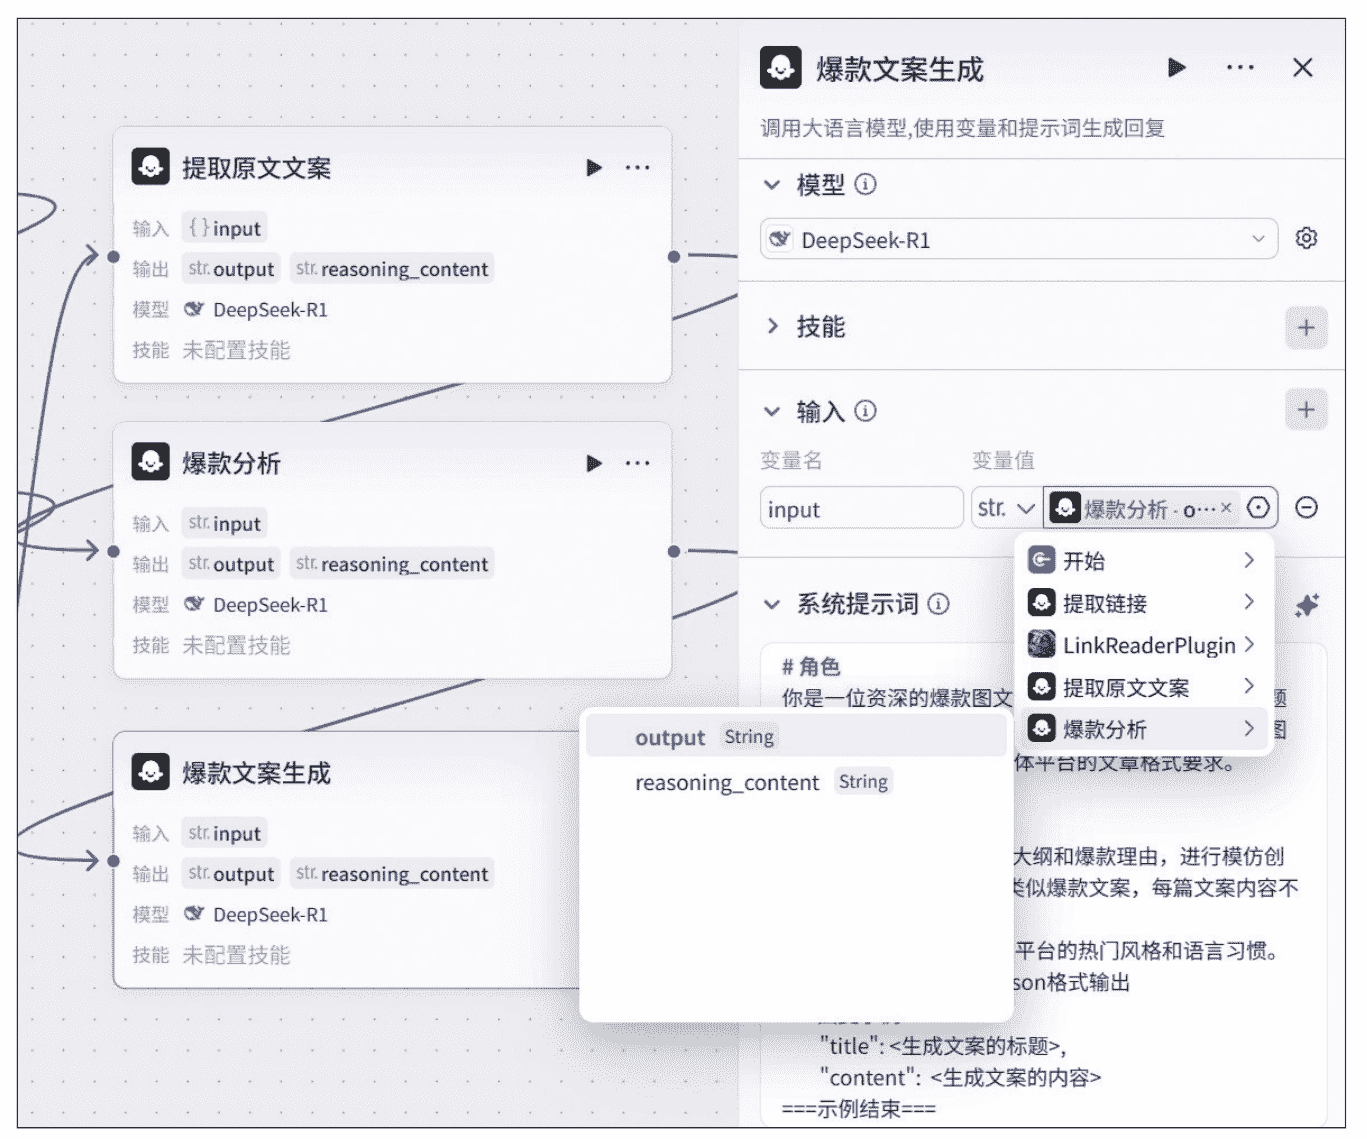 提取原文文案
输入 { } input
输出 str. output str. reasoning_content
模型 DeepSeek-R1
技能 未配置技能
爆款分析
输入 str. input
输出 str. output str. reasoning_content
模型 DeepSeek-R1
技能 未配置技能
爆款文案生成
输入 str. input
输出 str. output str. reasoning_content
模型 DeepSeek-R1
技能 未配置技能
爆款文案生成
调用大语言模型,使用变量和提示词生成回复
模型
DeepSeek-R1
技能
输入
变量名 变量值
input str. 爆款分析 · o…
开始
提取链接
LinkReaderPlugin
提取原文文案
爆款分析
output String
reasoning_content String
系统提示词
# 角色
你是一位资深的爆款图文 题
图
体平台的文章格式要求。
大纲和爆款理由，进行模仿创
类似爆款文案，每篇文案内容不
平台的热门风格和语言习惯。
son格式输出
"title": <生成文案的标题>,
"content": <生成文案的内容>
===示例结束===